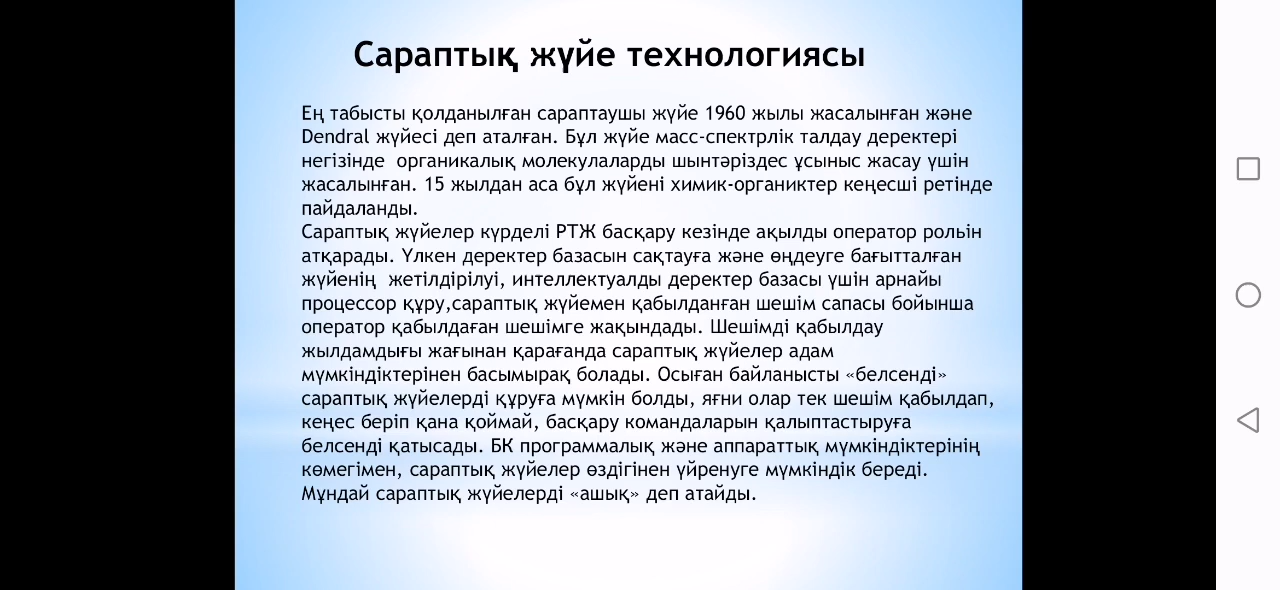 Сараптық жүйе технологиясы
Ең табысты қолданылған сараптаушы жүйе 1960 жылы жасалынған және
Dendral жүйесі деп аталған. Бұл жүйе масс-спектрлік талдау деректері
негізінде  органикалық молекулаларды шынтәріздес ұсыныс жасау үшін
жасалынған. 15 жылдан аса бұл жүйені химик-органиктер кеңесші ретінде
пайдаланды.
Сараптық жүйелер күрделі РТЖ басқару кезінде ақылды оператор рольін
атқарады. Үлкен деректер базасын сақтауға және өңдеуге бағытталған
жүйенің  жетілдірілуі, интеллектуалды деректер базасы үшін арнайы
процессор құру,сараптық жүйемен қабылданған шешім сапасы бойынша
оператор қабылдаған шешімге жақындады. Шешімді қабылдау
жылдамдығы жағынан қарағанда сараптық жүйелер адам
мүмкіндіктерінен басымырақ болады. Осыған байланысты «белсенді»
сараптық жүйелерді құруға мүмкін болды, яғни олар тек шешім қабылдап,
кеңес беріп қана қоймай, басқару командаларын қалыптастыруға
белсенді қатысады. БК программалық және аппараттық мүмкіндіктерінің
көмегімен, сараптық жүйелер өздігінен үйренуге мүмкіндік береді.
Мұндай сараптық жүйелерді «ашық» деп атайды.